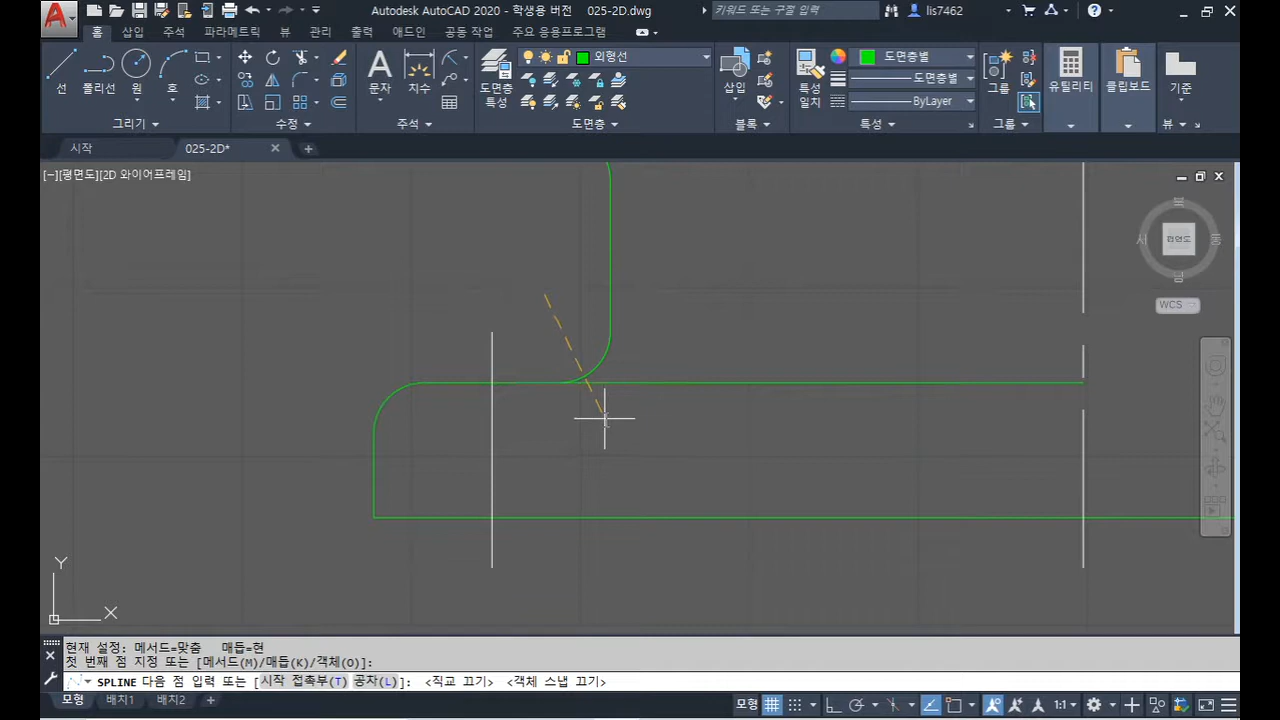 Autodesk AutoCAD 2020 - 학생용 버전 025-2D.dwg
키워드 또는 구절 입력
lis7462
홈 삽입 주석 파라메트릭 뷰 관리 출력 애드인 공동 작업 주요 응용프로그램
외형선
도면층별
도면층별
ByLayer
선 폴리선 원 호
문자 치수
도면층
특성
삽입
특성
일치
그룹
유틸리티
클립보드
기준
그리기 수정 주석 도면층 블록 특성 그룹 뷰
시작 025-2D*
[−][평면도][2D 와이어프레임]
북
서
평면도
동
남
WCS
Y
X
현재 설정: 메서드=맞춤 매듭=현
첫 번째 점 지정 또는 [메서드(M)/매듭(K)/객체(O)]:
SPLINE 다음 점 입력 또는 [시작 접촉부(T) 공차(L)]: <직교 끄기> <객체 스냅 끄기>
모형 배치1 배치2
모형 1:1